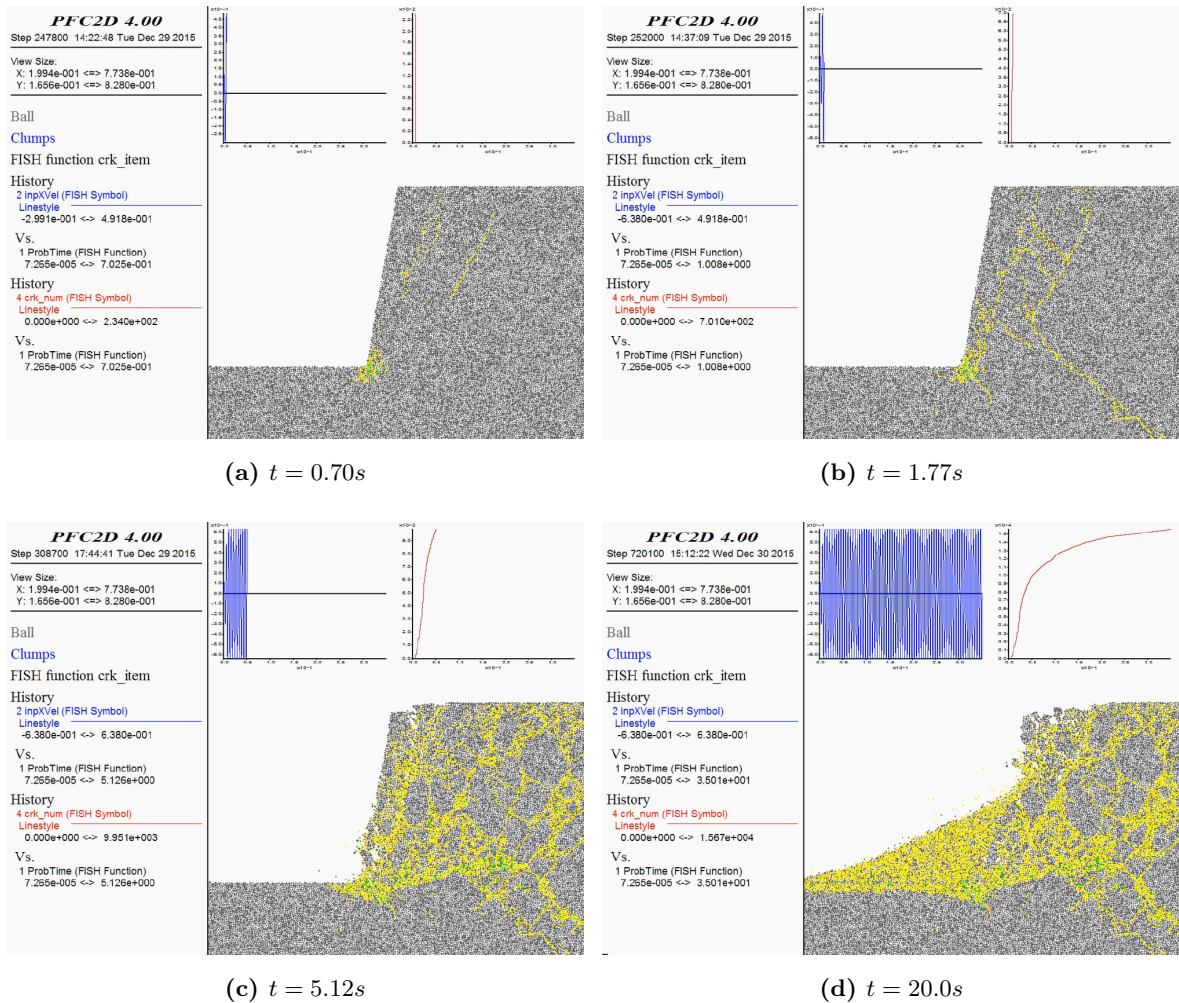 PFC2D 4.00
Step 247800 14:22:48 Tue Dec 29 2015
View Size:
X: 1.994e-001 <=> 7.738e-001
Y: 1.656e-001 <=> 8.280e-001
Ball
Clumps
FISH function crk_item
History
2 inpXVel (FISH Symbol)
Linestyle
-2.991e-001 <-> 4.918e-001
Vs.
1 ProbTime (FISH Function)
7.265e-005 <-> 7.025e-001
History
4 crk_num (FISH Symbol)
Linestyle
0.000e+000 <-> 2.340e+002
Vs.
1 ProbTime (FISH Function)
7.265e-005 <-> 7.025e-001
(a) t = 0.70s
PFC2D 4.00
Step 252000 14:37:09 Tue Dec 29 2015
View Size:
X: 1.994e-001 <=> 7.738e-001
Y: 1.656e-001 <=> 8.280e-001
Ball
Clumps
FISH function crk_item
History
2 inpXVel (FISH Symbol)
Linestyle
-6.380e-001 <-> 4.918e-001
Vs.
1 ProbTime (FISH Function)
7.265e-005 <-> 1.008e+000
History
4 crk_num (FISH Symbol)
Linestyle
0.000e+000 <-> 7.010e+002
Vs.
1 ProbTime (FISH Function)
7.265e-005 <-> 1.008e+000
(b) t = 1.77s
PFC2D 4.00
Step 308700 17:44:41 Tue Dec 29 2015
View Size:
X: 1.994e-001 <=> 7.738e-001
Y: 1.656e-001 <=> 8.280e-001
Ball
Clumps
FISH function crk_item
History
2 inpXVel (FISH Symbol)
Linestyle
-6.380e-001 <-> 6.380e-001
Vs.
1 ProbTime (FISH Function)
7.265e-005 <-> 5.126e+000
History
4 crk_num (FISH Symbol)
Linestyle
0.000e+000 <-> 9.951e+003
Vs.
1 ProbTime (FISH Function)
7.265e-005 <-> 5.126e+000
(c) t = 5.12s
PFC2D 4.00
Step 720100 15:12:22 Wed Dec 30 2015
View Size:
X: 1.994e-001 <=> 7.738e-001
Y: 1.656e-001 <=> 8.280e-001
Ball
Clumps
FISH function crk_item
History
2 inpXVel (FISH Symbol)
Linestyle
-6.380e-001 <-> 6.380e-001
Vs.
1 ProbTime (FISH Function)
7.265e-005 <-> 3.501e+001
History
4 crk_num (FISH Symbol)
Linestyle
0.000e+000 <-> 1.567e+004
Vs.
1 ProbTime (FISH Function)
7.265e-005 <-> 3.501e+001
(d) t = 20.0s